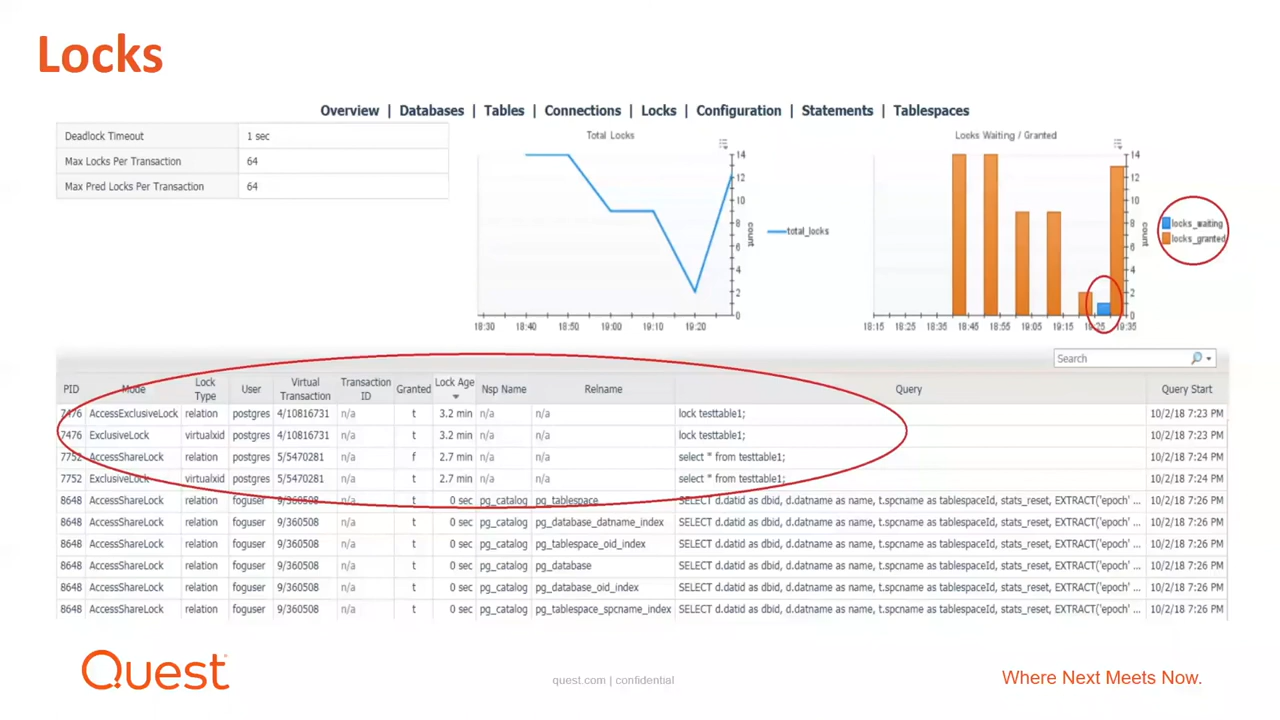 Locks
Overview | Databases | Tables | Connections | Locks | Configuration | Statements | Tablespaces
Deadlock Timeout 1 sec
Max Locks Per Transaction 64
Max Pred Locks Per Transaction 64
Total Locks
14
12
10
8
6
4
2
0
count
18:30 18:40 18:50 19:00 19:10 19:20
total_locks
Locks Waiting / Granted
14
12
10
8
6
4
2
0
count
18:15 18:25 18:35 18:45 18:55 19:05 19:15 19:25 19:35
locks_waiting
locks_granted
Search
PID Mode Lock Type User Virtual Transaction Transaction ID Granted Lock Age Nsp Name Relname Query Query Start
7476 AccessExclusiveLock relation postgres 4/10816731 n/a t 3.2 min n/a n/a lock testtable1; 10/2/18 7:23 PM
7476 ExclusiveLock virtualxid postgres 4/10816731 n/a t 3.2 min n/a n/a lock testtable1; 10/2/18 7:23 PM
7752 AccessShareLock relation postgres 5/5470281 n/a f 2.7 min n/a n/a select * from testtable1; 10/2/18 7:24 PM
7752 ExclusiveLock virtualxid postgres 5/5470281 n/a t 2.7 min n/a n/a select * from testtable1; 10/2/18 7:24 PM
8648 AccessShareLock relation foguser 9/360508 n/a t 0 sec pg_catalog pg_tablespace SELECT d.datid as dbid, d.datname as name, t.spcname as tablespaceId, stats_reset, EXTRACT('epoch' ... 10/2/18 7:26 PM
8648 AccessShareLock relation foguser 9/360508 n/a t 0 sec pg_catalog pg_database_datname_index SELECT d.datid as dbid, d.datname as name, t.spcname as tablespaceId, stats_reset, EXTRACT('epoch' ... 10/2/18 7:26 PM
8648 AccessShareLock relation foguser 9/360508 n/a t 0 sec pg_catalog pg_tablespace_oid_index SELECT d.datid as dbid, d.datname as name, t.spcname as tablespaceId, stats_reset, EXTRACT('epoch' ... 10/2/18 7:26 PM
8648 AccessShareLock relation foguser 9/360508 n/a t 0 sec pg_catalog pg_database SELECT d.datid as dbid, d.datname as name, t.spcname as tablespaceId, stats_reset, EXTRACT('epoch' ... 10/2/18 7:26 PM
8648 AccessShareLock relation foguser 9/360508 n/a t 0 sec pg_catalog pg_database_oid_index SELECT d.datid as dbid, d.datname as name, t.spcname as tablespaceId, stats_reset, EXTRACT('epoch' ... 10/2/18 7:26 PM
8648 AccessShareLock relation foguser 9/360508 n/a t 0 sec pg_catalog pg_tablespace_spcname_index SELECT d.datid as dbid, d.datname as name, t.spcname as tablespaceId, stats_reset, EXTRACT('epoch' ... 10/2/18 7:26 PM
Quest
quest.com | confidential
Where Next Meets Now.